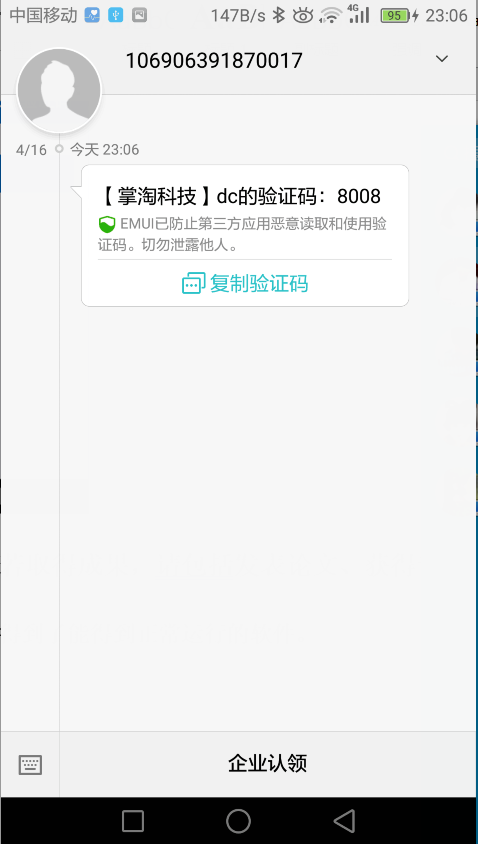 中国移动 147B/s 4G 95 23:06
106906391870017
4/16 今天 23:06
【掌淘科技】dc的验证码：8008
EMUI已防止第三方应用恶意读取和使用验
证码。切勿泄露他人。
复制验证码
企业认领